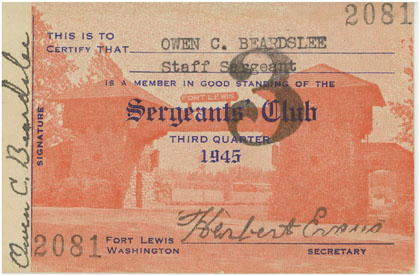 2081
THIS IS TO
CERTIFY THAT OWEN C. BEARDSLEE
Staff Sergeant
IS A MEMBER IN GOOD STANDING OF THE
FORT LEWIS
Sergeants Club
3
THIRD QUARTER
1945
Owen C. Beardslee
SIGNATURE
Herbert Evans
2081
FORT LEWIS
WASHINGTON
SECRETARY